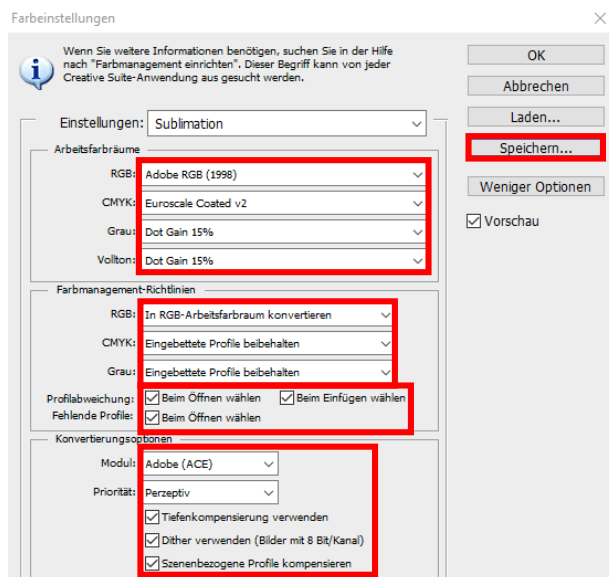 Farbeinstellungen
Wenn Sie weitere Informationen benötigen, suchen Sie in der Hilfe
nach "Farbmanagement einrichten". Dieser Begriff kann von jeder
Creative Suite-Anwendung aus gesucht werden.
OK
Abbrechen
Laden...
Speichern...
Weniger Optionen
Vorschau
Einstellungen: Sublimation
Arbeitsfarbräume
RGB: Adobe RGB (1998)
CMYK: Euroscale Coated v2
Grau: Dot Gain 15%
Vollton: Dot Gain 15%
Farbmanagement-Richtlinien
RGB: In RGB-Arbeitsfarbraum konvertieren
CMYK: Eingebettete Profile beibehalten
Grau: Eingebettete Profile beibehalten
Profilabweichung: Beim Öffnen wählen Beim Einfügen wählen
Fehlende Profile: Beim Öffnen wählen
Konvertierungsoptionen
Modul: Adobe (ACE)
Priorität: Perzeptiv
Tiefenkompensierung verwenden
Dither verwenden (Bilder mit 8 Bit/Kanal)
Szenenbezogene Profile kompensieren